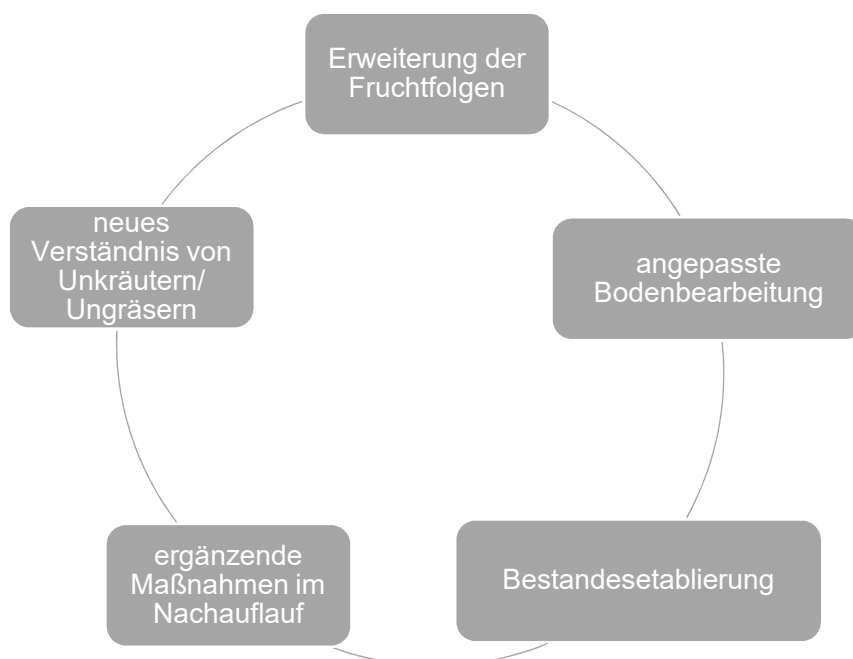 Erweiterung der
Fruchtfolgen
angepasste
Bodenbearbeitung
Bestandesetablierung
ergänzende
Maßnahmen im
Nachauflauf
neues
Verständnis von
Unkräutern/
Ungräsern